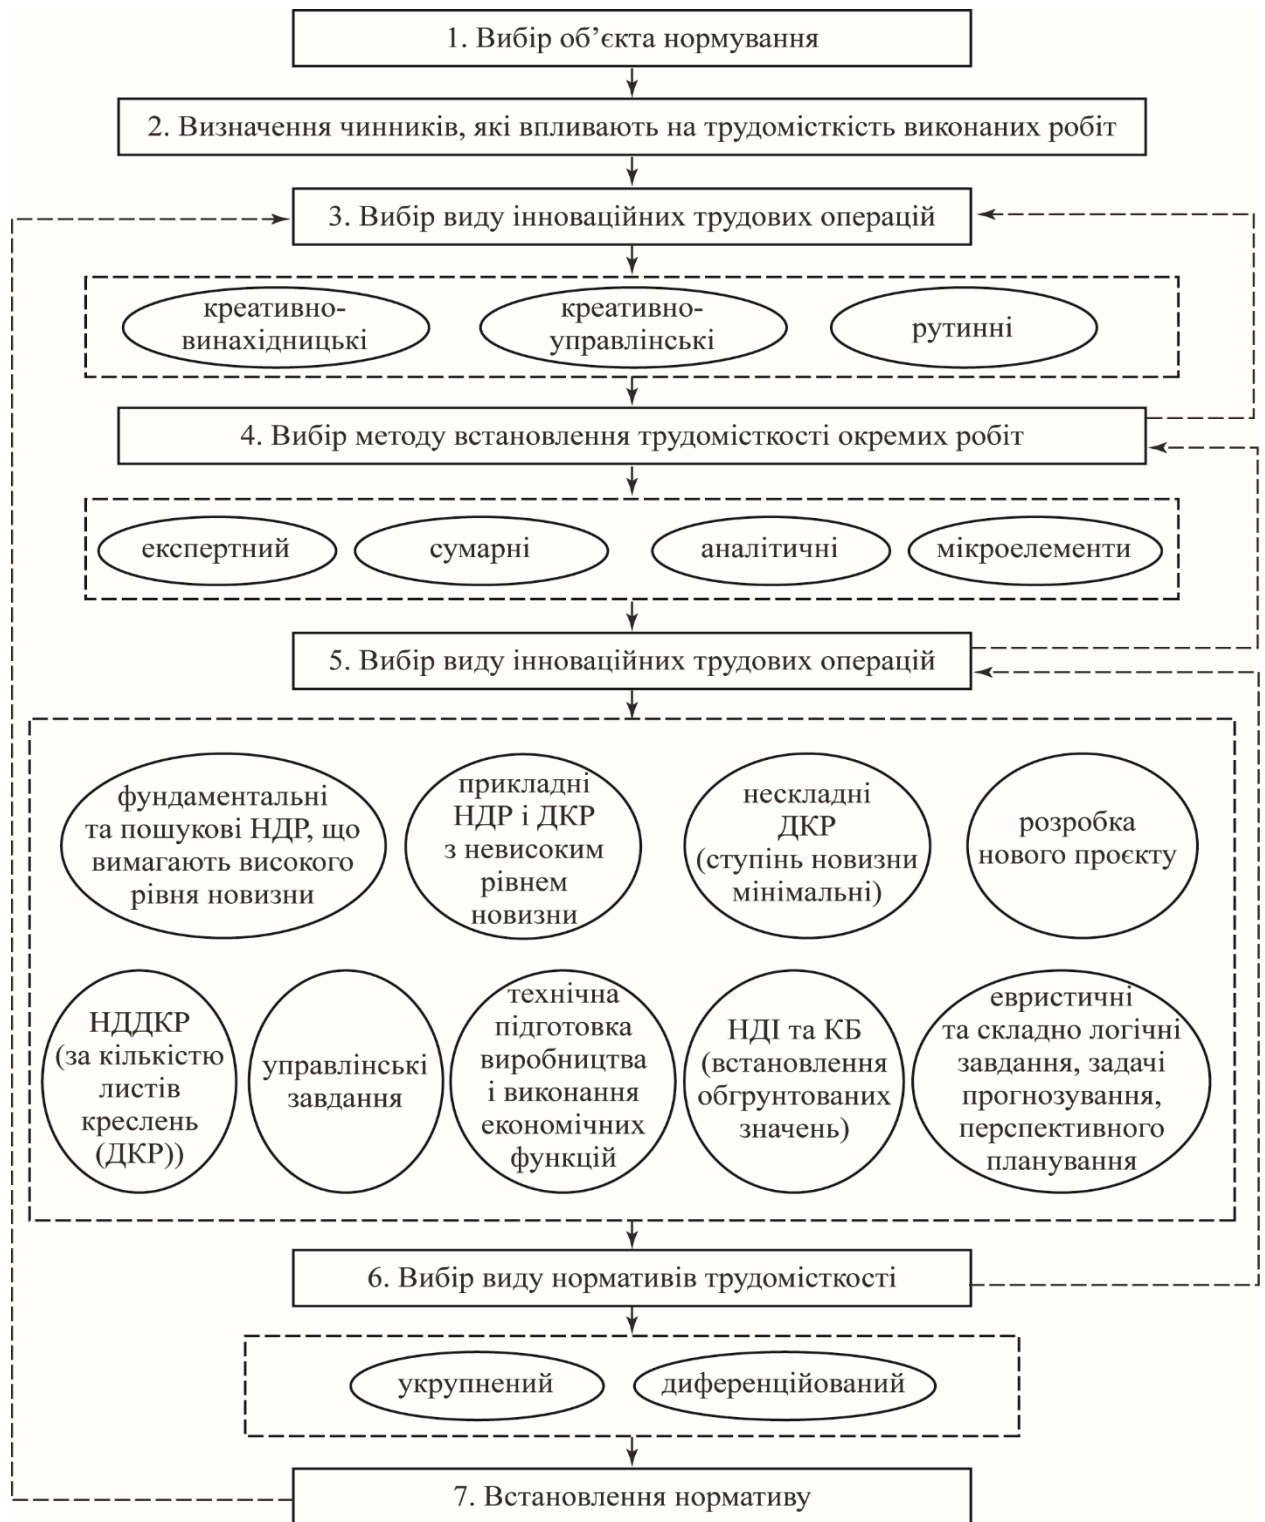 1. Вибір об’єкта нормування
2. Визначення чинників, які впливають на трудомісткість виконаних робіт
3. Вибір виду інноваційних трудових операцій
креативно-
винахідницькі
креативно-
управлінські
рутинні
4. Вибір методу встановлення трудомісткості окремих робіт
експертний
сумарні
аналітичні
мікроелементи
5. Вибір виду інноваційних трудових операцій
фундаментальні
та пошукові НДР, що
вимагають високого
рівня новизни
прикладні
НДР і ДКР
з невисоким
рівнем
новизни
нескладні
ДКР
(ступінь новизни
мінімальні)
розробка
нового проєкту
НДДКР
(за кількістю
листів
креслень
(ДКР))
управлінські
завдання
технічна
підготовка
виробництва
і виконання
економічних
функцій
НДІ та КБ
(встановлення
обгрунтованих
значень)
евристичні
та складно логічні
завдання, задачі
прогнозування,
перспективного
планування
6. Вибір виду нормативів трудомісткості
укрупнений
диференційований
7. Встановлення нормативу